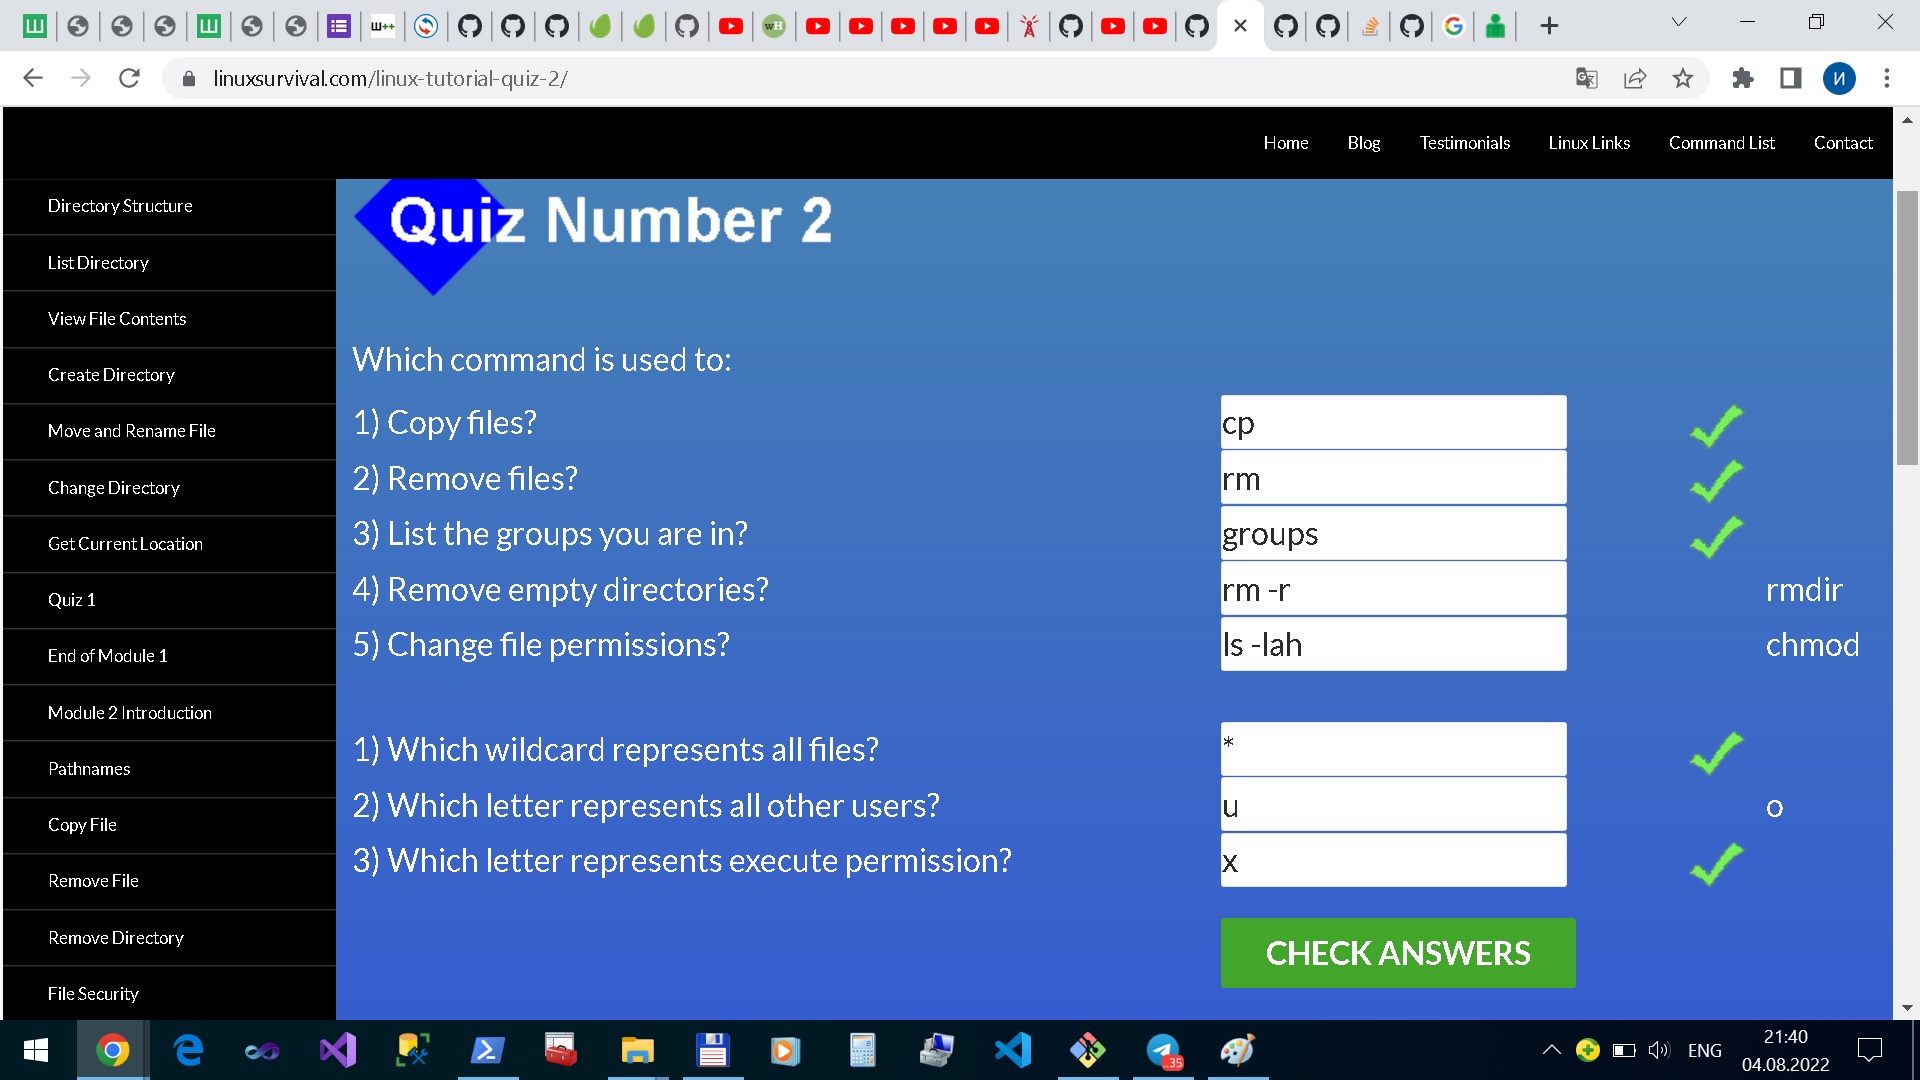 linuxsurvival.com/linux-tutorial-quiz-2/
И
Home Blog Testimonials Linux Links Command List Contact
Directory Structure
List Directory
View File Contents
Create Directory
Move and Rename File
Change Directory
Get Current Location
Quiz 1
End of Module 1
Module 2 Introduction
Pathnames
Copy File
Remove File
Remove Directory
File Security
Quiz Number 2
Which command is used to:
1) Copy files? cp
2) Remove files? rm
3) List the groups you are in? groups
4) Remove empty directories? rm -r rmdir
5) Change file permissions? ls -lah chmod
1) Which wildcard represents all files? *
2) Which letter represents all other users? u o
3) Which letter represents execute permission? x
CHECK ANSWERS
..35
ENG
21:40
04.08.2022